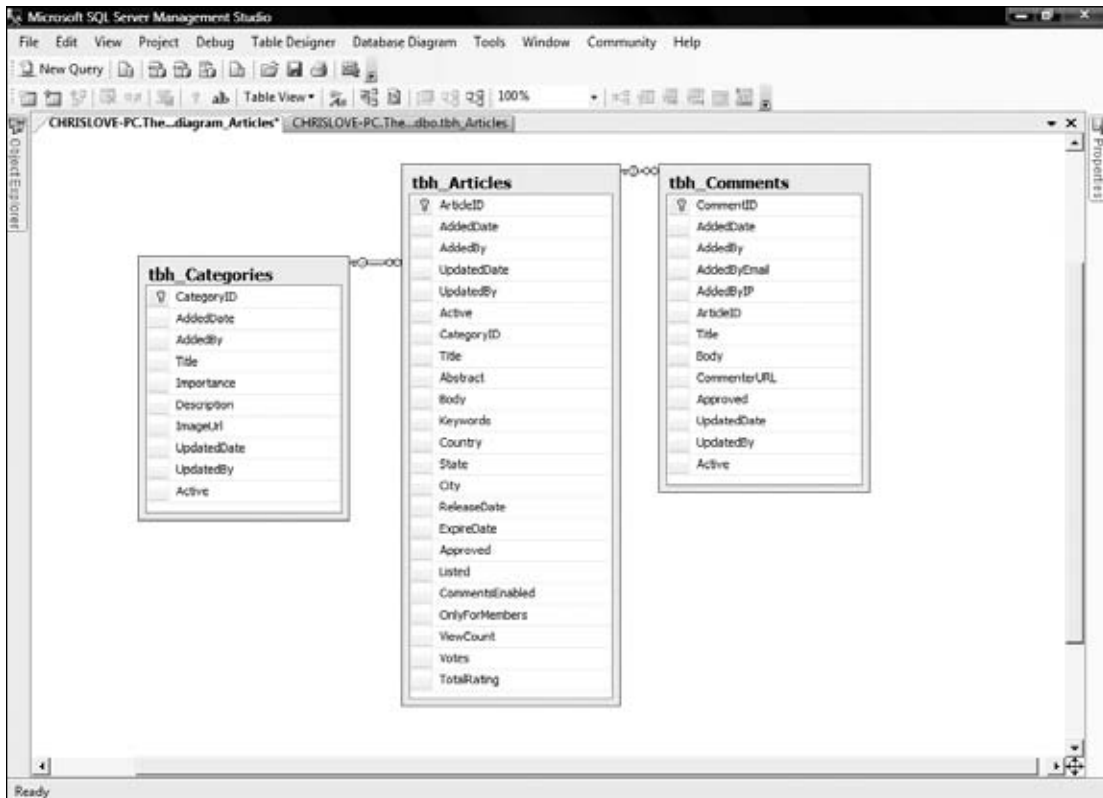 Microsoft SQL Server Management Studio
File Edit View Project Debug Table Designer Database Diagram Tools Window Community Help
New Query
ab Table View 100%
CHRISLOVE-PC.The...diagram_Articles* CHRISLOVE-PC.The...dbo.tbh_Articles
Object Explorer
Properties
tbh_Categories
CategoryID
AddedDate
AddedBy
Title
Importance
Description
ImageUrl
UpdatedDate
UpdatedBy
Active
tbh_Articles
ArticleID
AddedDate
AddedBy
UpdatedDate
UpdatedBy
Active
CategoryID
Title
Abstract
Body
Keywords
Country
State
City
ReleaseDate
ExpireDate
Approved
Listed
CommentsEnabled
OnlyForMembers
ViewCount
Votes
TotalRating
tbh_Comments
CommentID
AddedDate
AddedBy
AddedByEmail
AddedByIP
ArticleID
Title
Body
CommenterURL
Approved
UpdatedDate
UpdatedBy
Active
Ready